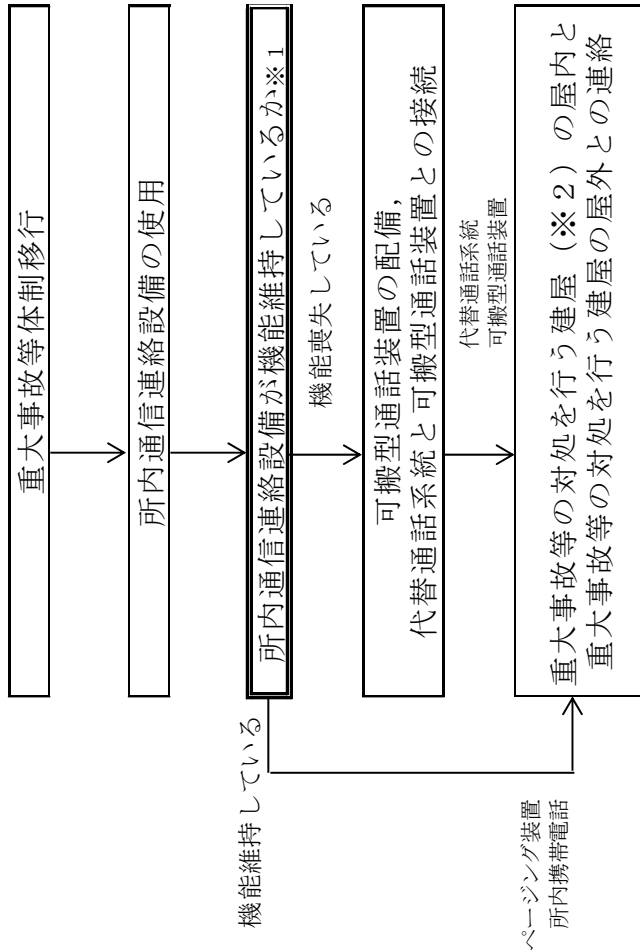 重大事故等体制移行
所内通信連絡設備の使用
所内通信連絡設備が機能維持しているか※1
機能維持している
機能喪失している
可搬型通話装置の配備,
代替通話系統と可搬型通話装置との接続
代替通話系統
可搬型通話装置
ページング装置
所内携帯電話
重大事故等の対処を行う建屋（※2）の屋内と
重大事故等の対処を行う建屋の屋外との連絡